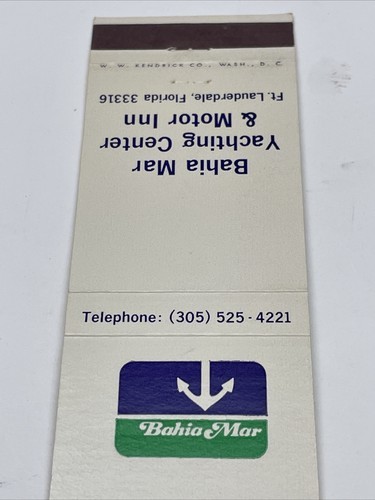 W. W. KENDRICK CO., WASH., D. C.
Bahia Mar
Yachting Center
& Motor Inn
Ft. Lauderdale, Florida 33316
Telephone: (305) 525-4221
Bahia Mar